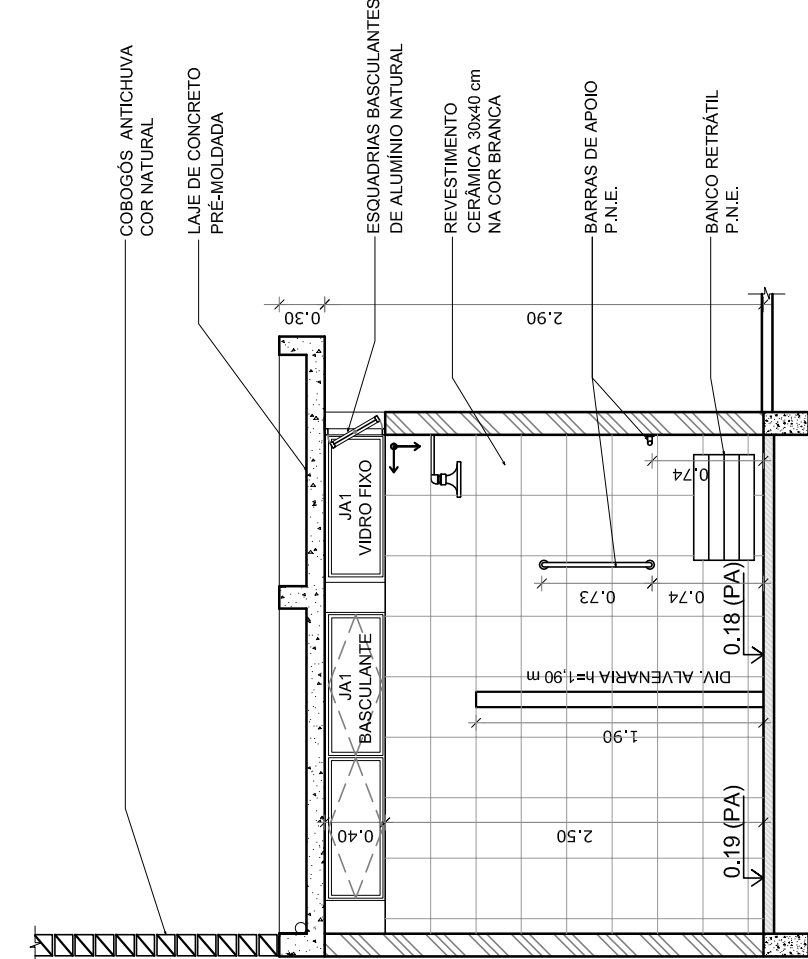 COBOGÓS ANTICHUVA
COR NATURAL
LAJE DE CONCRETO
PRÉ-MOLDADA
ESQUADRIAS BASCULANTES
DE ALUMÍNIO NATURAL
REVESTIMENTO
CERÂMICA 30x40 cm
NA COR BRANCA
BARRAS DE APOIO
P.N.E.
BANCO RETRÁTIL
P.N.E.
0.30
2.90
JA1
VIDRO FIXO
JA1
BASCULANTE
0.40
0.74
0.73
0.74
0.18 (PA)
DIV. ALVENARIA h=1,90 m
1.90
2.50
0.19 (PA)